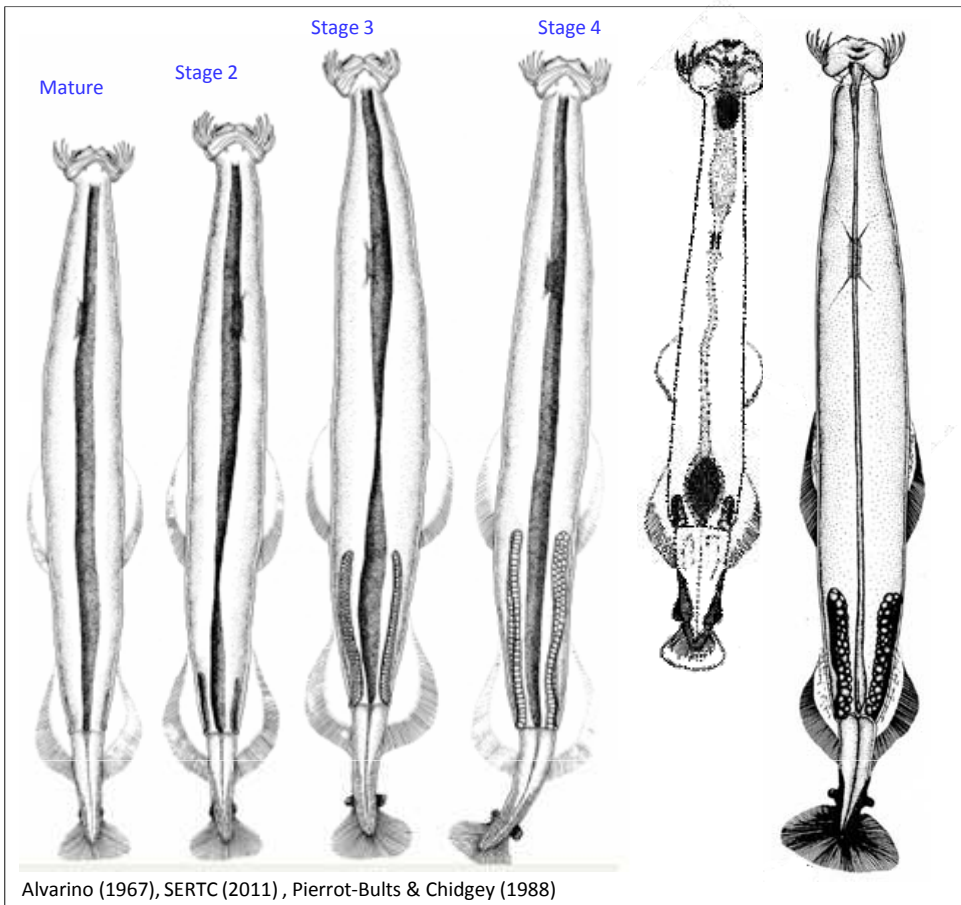 Stage 3
Stage 4
Stage 2
Mature
Alvarino (1967), SERTC (2011) , Pierrot-Bults & Chidgey (1988)